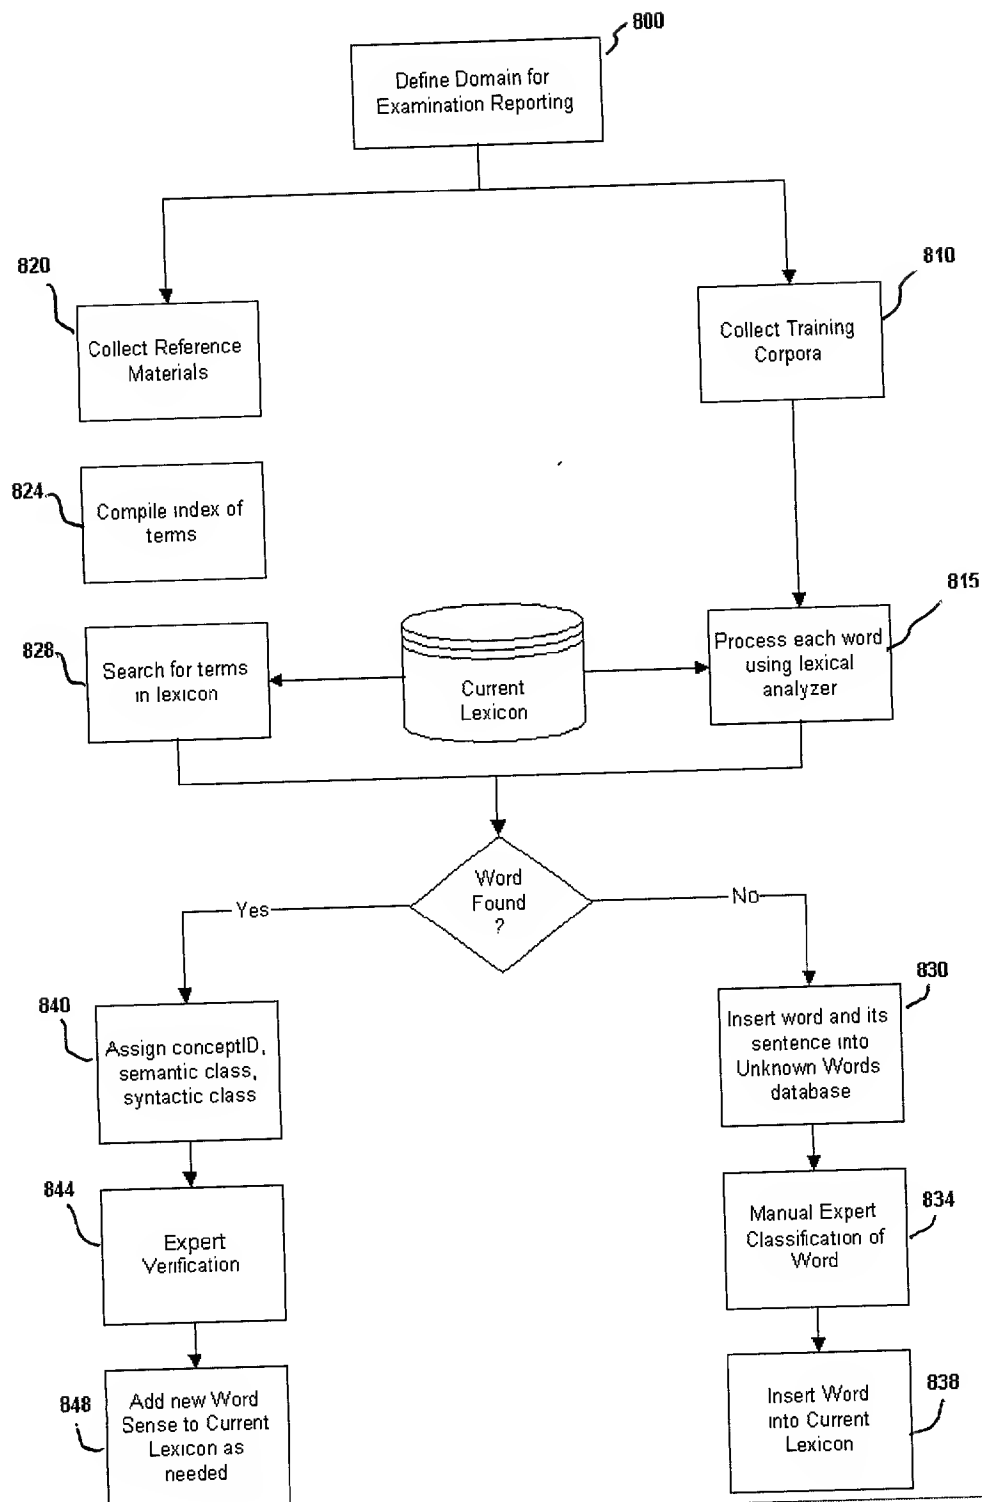 800
Define Domain for
Examination Reporting
820
810
Collect Reference
Materials
Collect Training
Corpora
824
Compile index of
terms
815
828
Search for terms
in lexicon
Current
Lexicon
Process each word
using lexical
analyzer
Word
Found
?
Yes
No
840
Assign conceptID,
semantic class,
syntactic class
830
Insert word and its
sentence into
Unknown Words
database
844
Expert
Verification
834
Manual Expert
Classification of
Word
848
Add new Word
Sense to Current
Lexicon as
needed
838
Insert Word
into Current
Lexicon